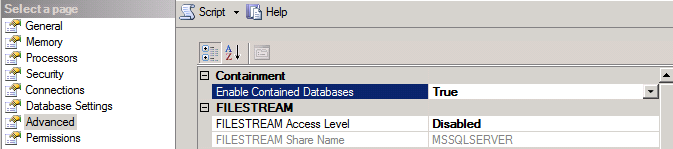 Select a page
General
Memory
Processors
Security
Connections
Database Settings
Advanced
Permissions
Script Help
Containment
Enable Contained Databases True
FILESTREAM
FILESTREAM Access Level Disabled
FILESTREAM Share Name MSSQLSERVER